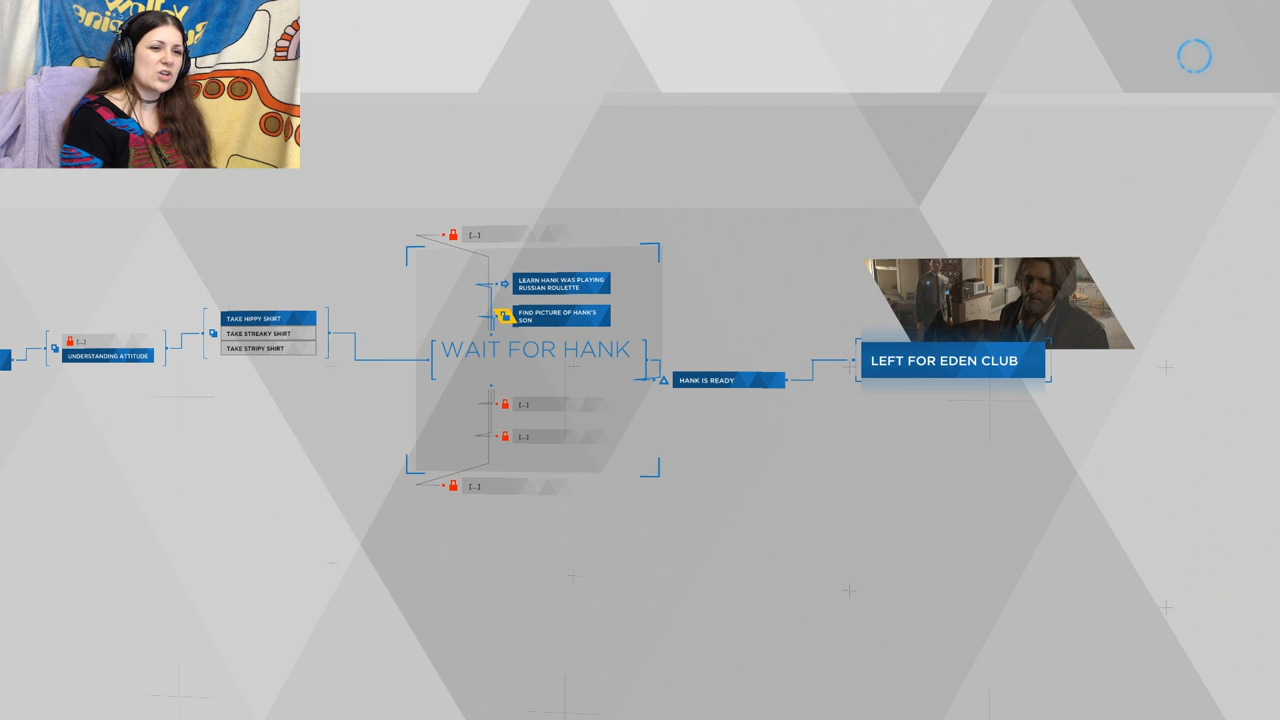 [...]
LEARN HANK WAS PLAYING
RUSSIAN ROULETTE
FIND PICTURE OF HANK'S
SON
[...]
UNDERSTANDING ATTITUDE
TAKE HIPPY SHIRT
TAKE STREAKY SHIRT
TAKE STRIPY SHIRT
WAIT FOR HANK
HANK IS READY
LEFT FOR EDEN CLUB
[...]
[...]
[...]